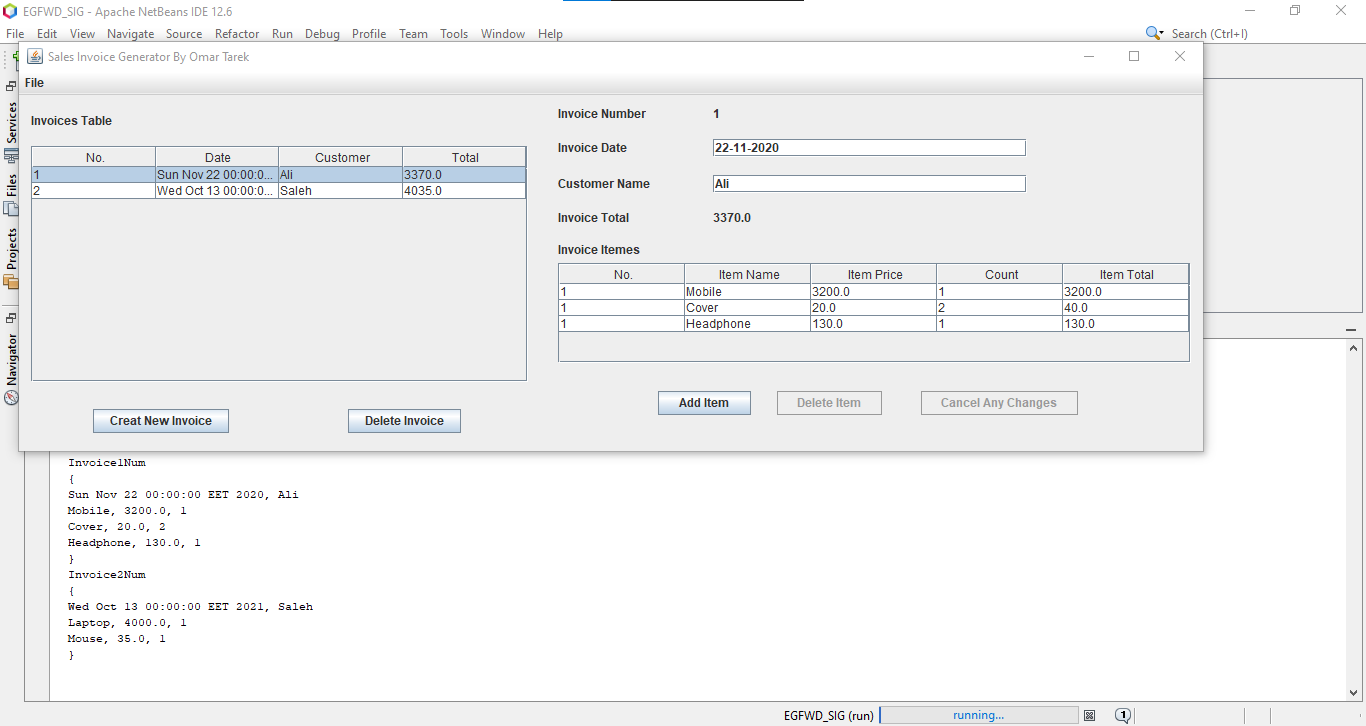 EGFWD_SIG - Apache NetBeans IDE 12.6
File Edit View Navigate Source Refactor Run Debug Profile Team Tools Window Help Search (Ctrl+I)
Sales Invoice Generator By Omar Tarek
File
Services
Files
Projects
Navigator
Invoices Table
No. Date Customer Total
1 Sun Nov 22 00:00:0... Ali 3370.0
2 Wed Oct 13 00:00:0... Saleh 4035.0
Creat New Invoice Delete Invoice
Invoice Number 1
Invoice Date 22-11-2020
Customer Name Ali
Invoice Total 3370.0
Invoice Itemes
No. Item Name Item Price Count Item Total
1 Mobile 3200.0 1 3200.0
1 Cover 20.0 2 40.0
1 Headphone 130.0 1 130.0
Add Item Delete Item Cancel Any Changes
Invoice1Num
{
Sun Nov 22 00:00:00 EET 2020, Ali
Mobile, 3200.0, 1
Cover, 20.0, 2
Headphone, 130.0, 1
}
Invoice2Num
{
Wed Oct 13 00:00:00 EET 2021, Saleh
Laptop, 4000.0, 1
Mouse, 35.0, 1
}
EGFWD_SIG (run) running... 1